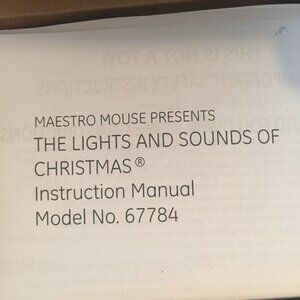 MAESTRO MOUSE PRESENTS
THE LIGHTS AND SOUNDS OF
CHRISTMAS®
Instruction Manual
Model No. 67784